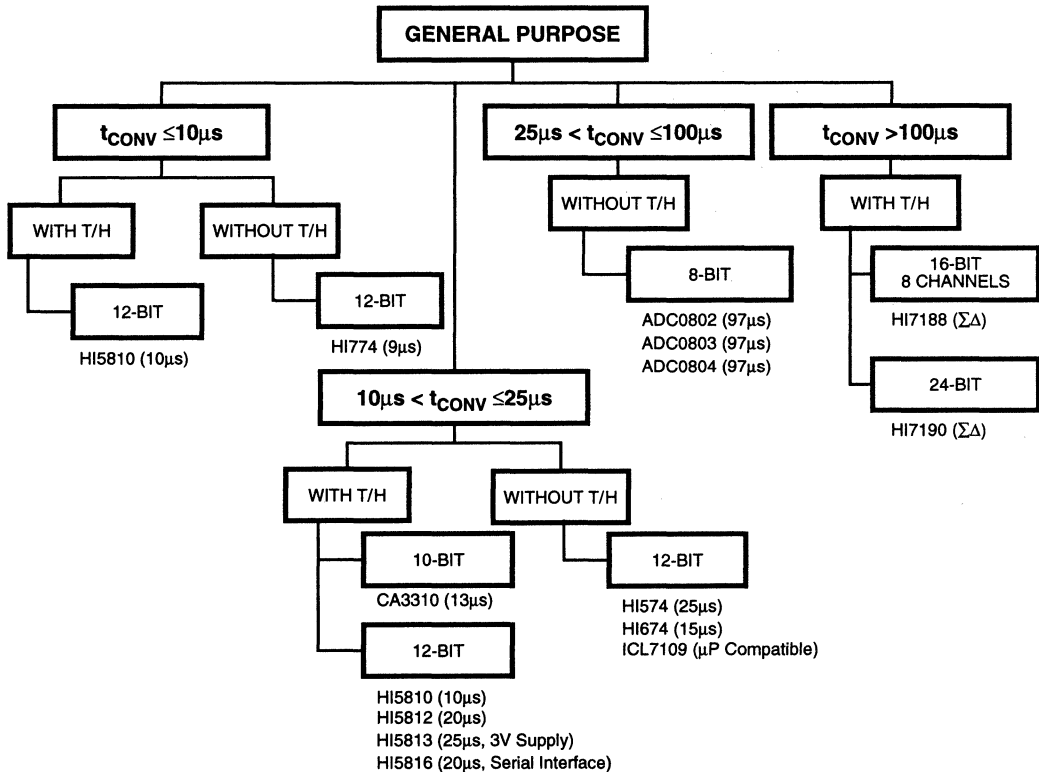 GENERAL PURPOSE
tCONV ≤10µs
25µs < tCONV ≤100µs
tCONV >100µs
WITH T/H
WITHOUT T/H
WITHOUT T/H
WITH T/H
12-BIT
HI5810 (10µs)
12-BIT
HI774 (9µs)
8-BIT
ADC0802 (97µs)
ADC0803 (97µs)
ADC0804 (97µs)
16-BIT
8 CHANNELS
HI7188 (ΣΔ)
24-BIT
HI7190 (ΣΔ)
10µs < tCONV ≤25µs
WITH T/H
WITHOUT T/H
10-BIT
CA3310 (13µs)
12-BIT
HI5810 (10µs)
HI5812 (20µs)
HI5813 (25µs, 3V Supply)
HI5816 (20µs, Serial Interface)
12-BIT
HI574 (25µs)
HI674 (15µs)
ICL7109 (µP Compatible)